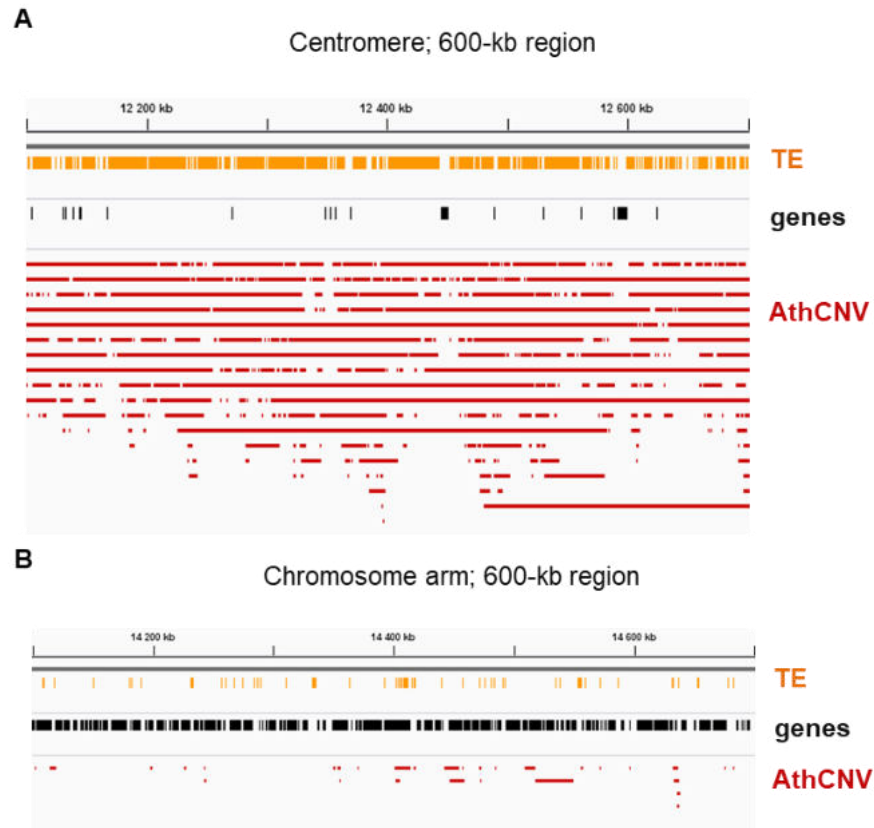 A
Centromere; 600-kb region
12 200 kb 12 400 kb 12 600 kb
TE
genes
AthCNV
B
Chromosome arm; 600-kb region
14 200 kb 14 400 kb 14 600 kb
TE
genes
AthCNV